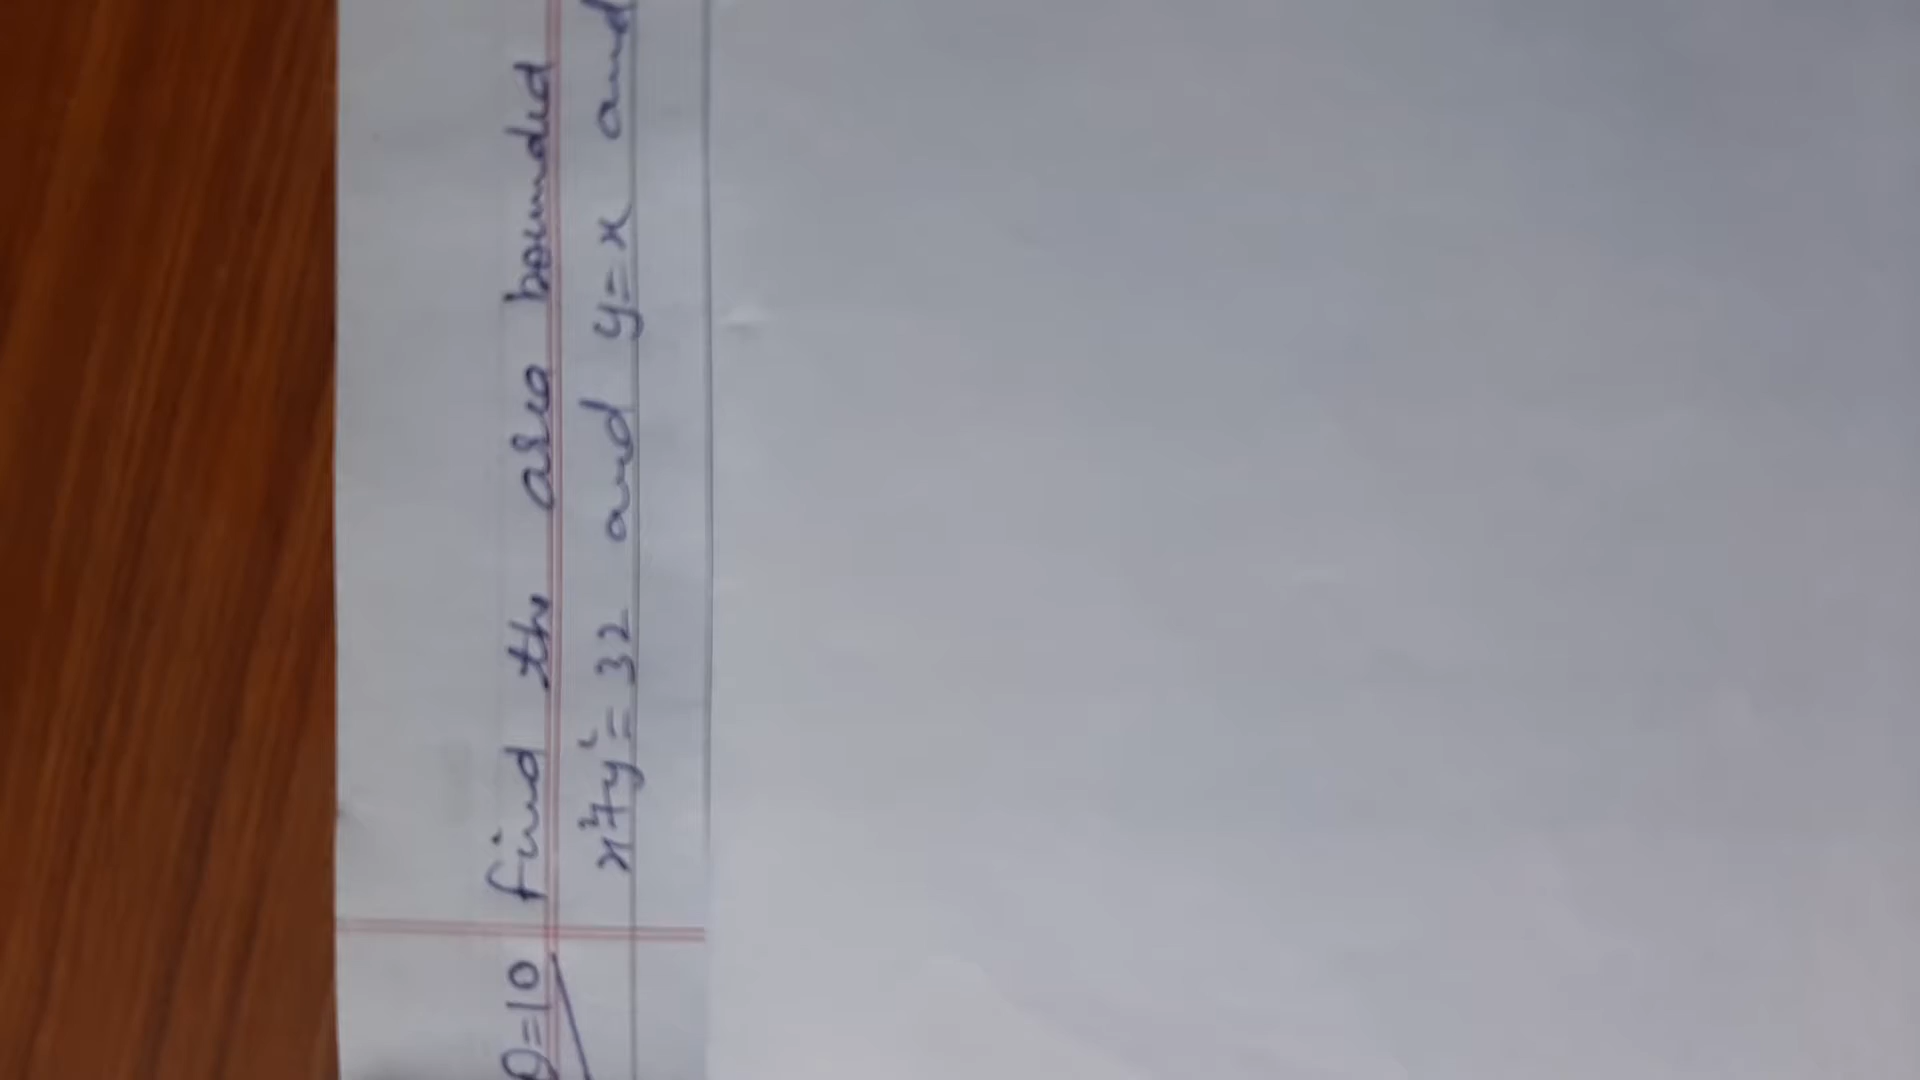 Q=10 find the area bounded
x²+y²=32 and y=x and